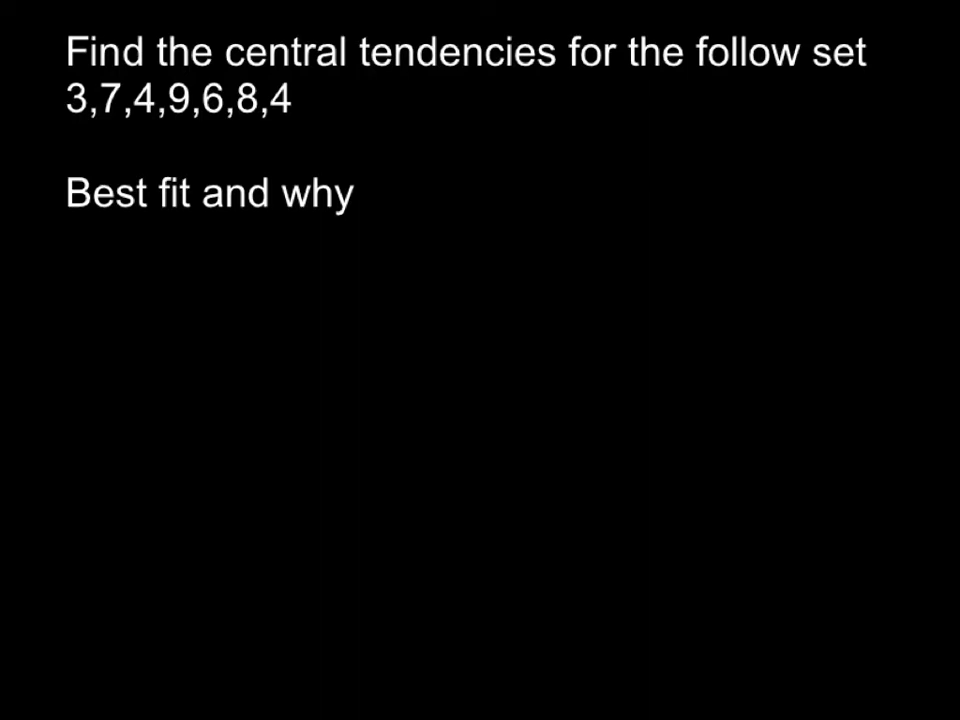 Find the central tendencies for the follow set
3,7,4,9,6,8,4
Best fit and why